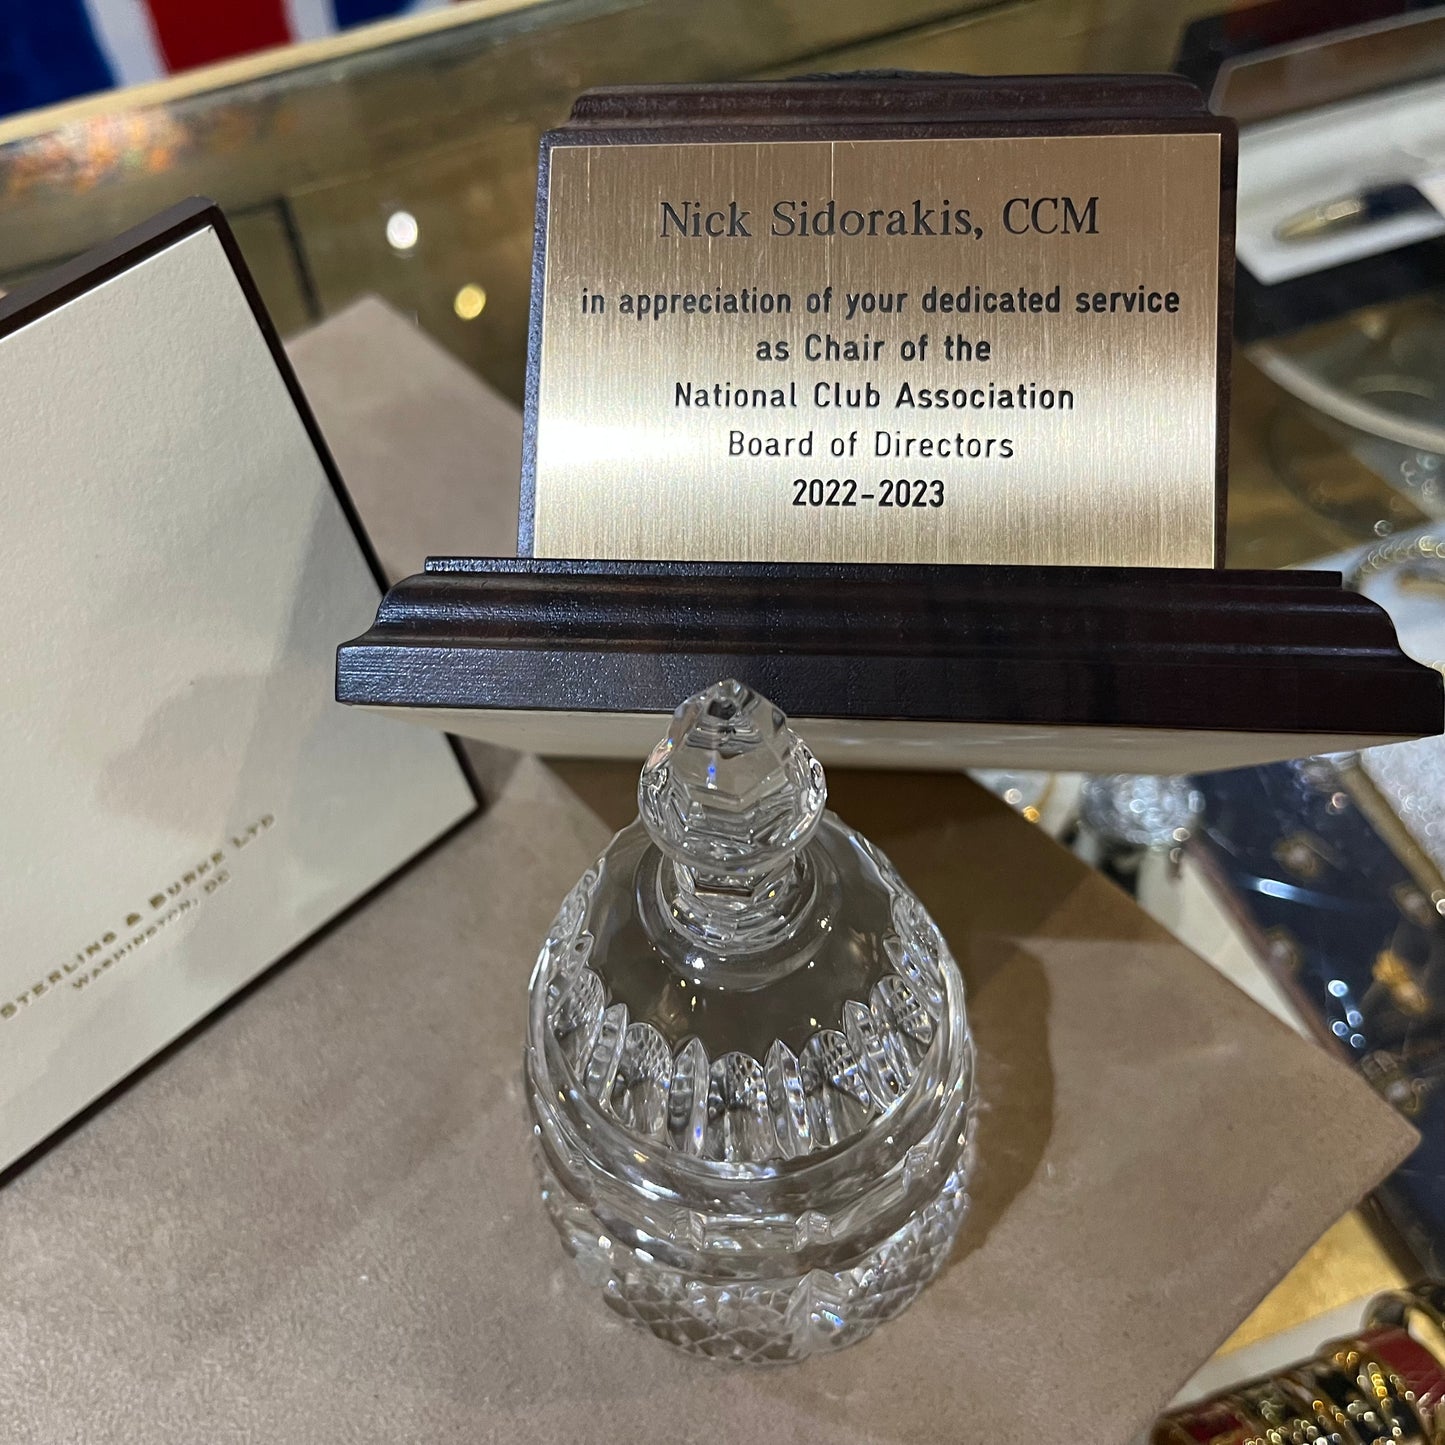 Nick Sidorakis, CCM
in appreciation of your dedicated service
as Chair of the
National Club Association
Board of Directors
2022-2023
STERLING & BURKE LTD
WASHINGTON, DC